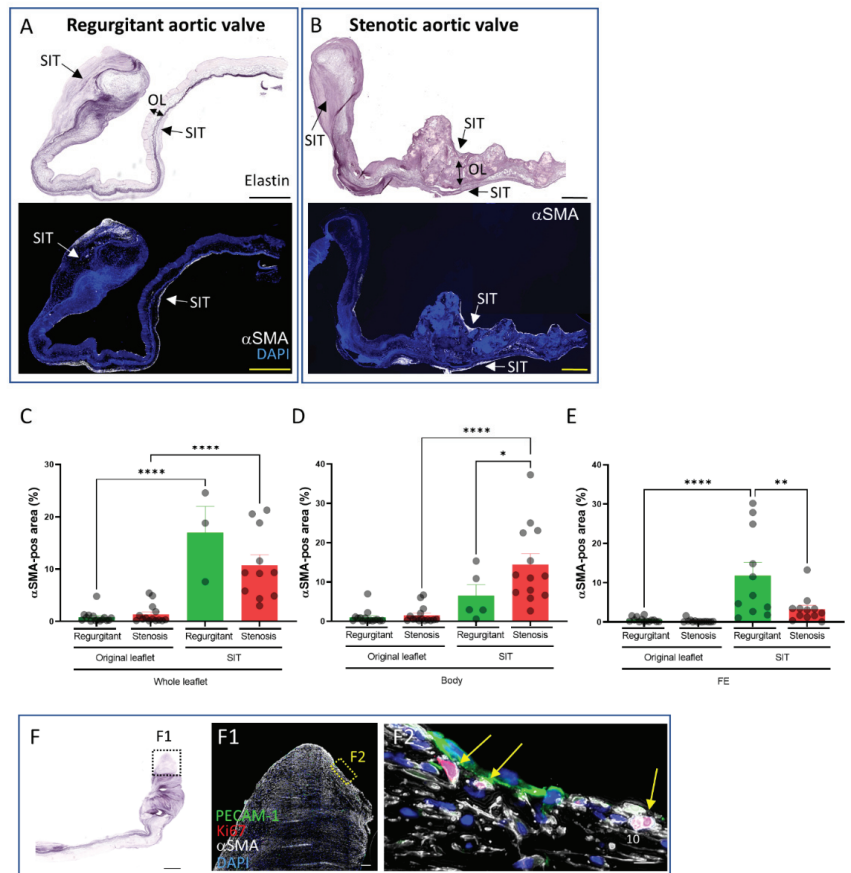 A Regurgitant aortic valve
SIT
OL
SIT
Elastin
SIT
SIT
αSMA
DAPI
B Stenotic aortic valve
SIT
SIT
OL
SIT
αSMA
SIT
SIT
C
αSMA-pos area (%)
30
20
10
0
****
****
Regurgitant Stenosis Regurgitant Stenosis
Original leaflet SIT
Whole leaflet
D
αSMA-pos area (%)
40
30
20
10
0
****
*
Regurgitant Stenosis Regurgitant Stenosis
Original leaflet SIT
Body
E
αSMA-pos area (%)
40
30
20
10
0
**** **
Regurgitant Stenosis Regurgitant Stenosis
Original leaflet SIT
FE
F
F1
F1
F2
PECAM-1
Ki67
αSMA
DAPI
F2
10